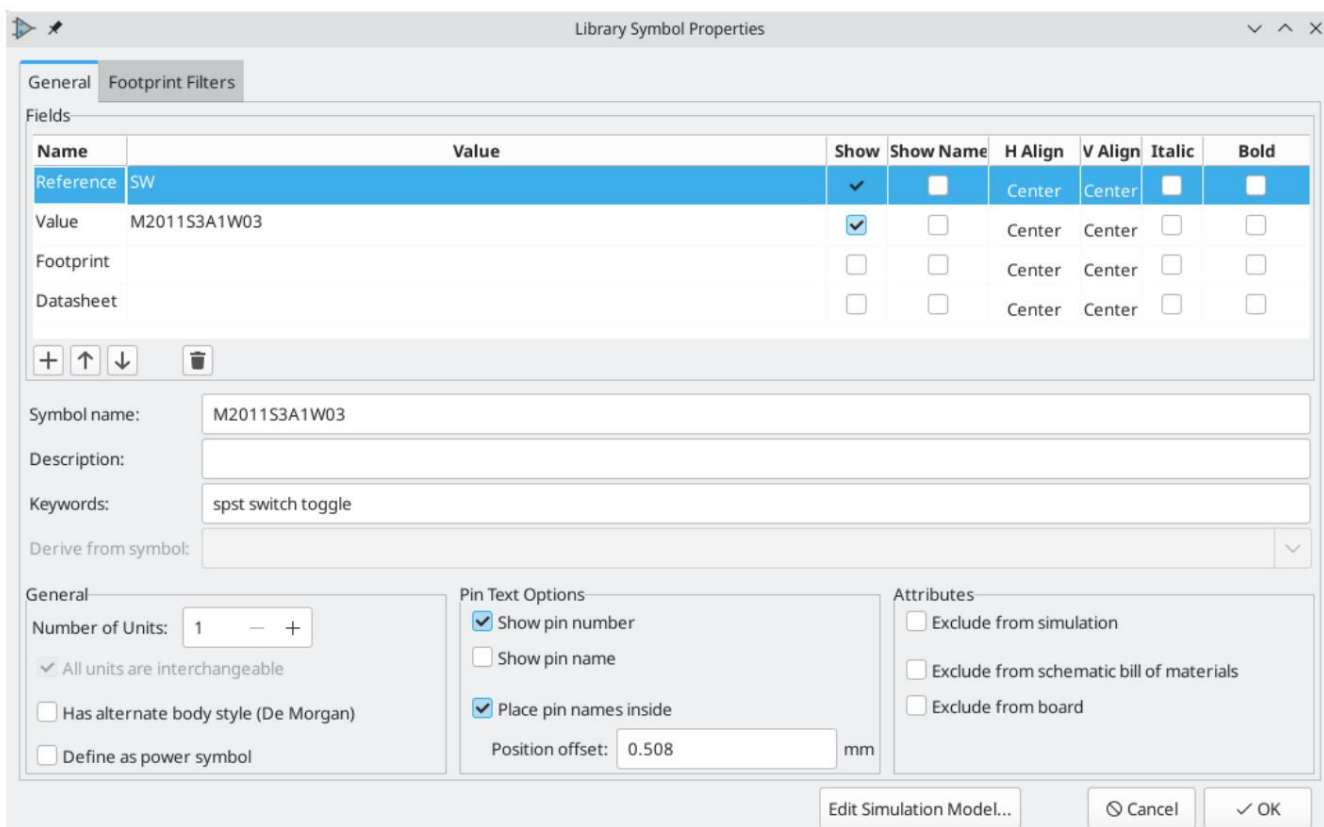 Library Symbol Properties
General Footprint Filters
Fields
Name Value Show Show Name H Align V Align Italic Bold
Reference SW Center Center
Value M2011S3A1W03 Center Center
Footprint Center Center
Datasheet Center Center
Symbol name: M2011S3A1W03
Description:
Keywords: spst switch toggle
Derive from symbol:
General
Number of Units: 1
All units are interchangeable
Has alternate body style (De Morgan)
Define as power symbol
Pin Text Options
Show pin number
Show pin name
Place pin names inside
Position offset: 0.508 mm
Attributes
Exclude from simulation
Exclude from schematic bill of materials
Exclude from board
Edit Simulation Model... Cancel OK